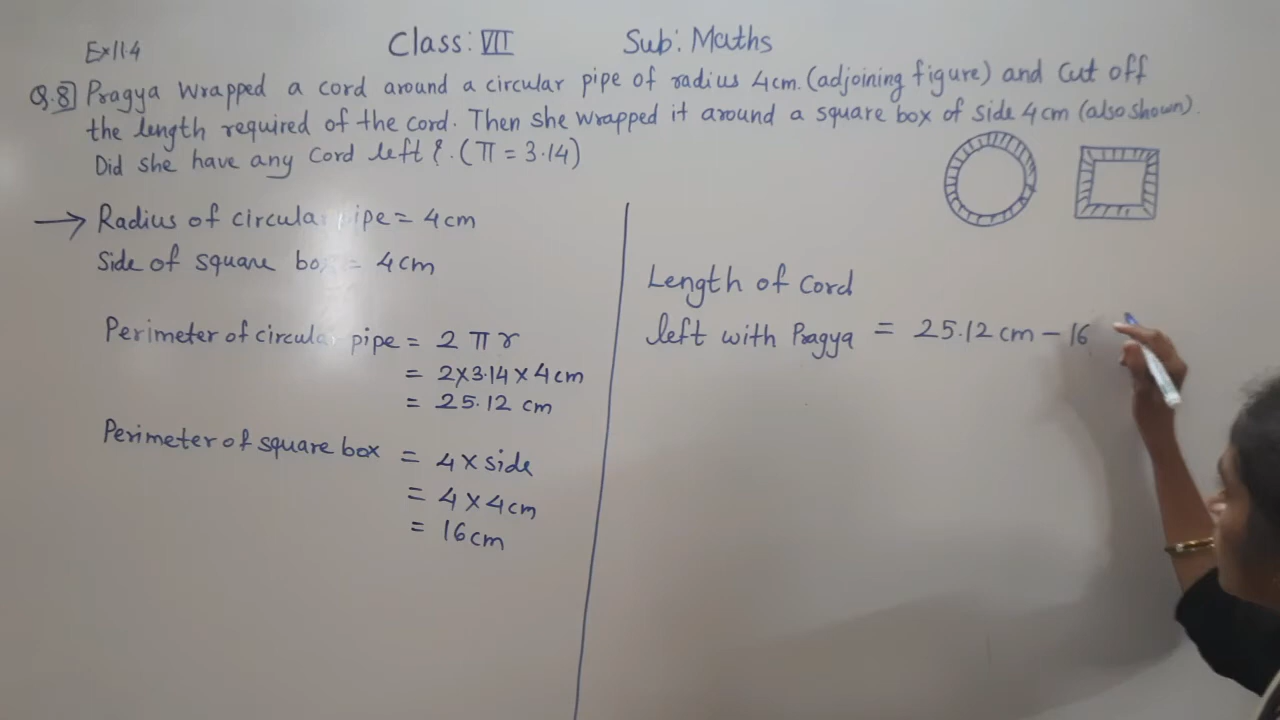 Ex 11.4
Class: VII
Sub: Maths
Q.8] Pragya wrapped a cord around a circular pipe of radius 4cm. (adjoining figure) and cut off
the length required of the cord. Then she wrapped it around a square box of side 4cm (also shown).
Did she have any cord left ?. (π = 3.14)
→ Radius of circular pipe = 4cm
Side of square box = 4cm
Perimeter of circular pipe = 2πr
= 2×3.14×4cm
= 25.12 cm
Perimeter of square box = 4×side
= 4×4cm
= 16cm
Length of cord
left with Pragya = 25.12 cm – 16